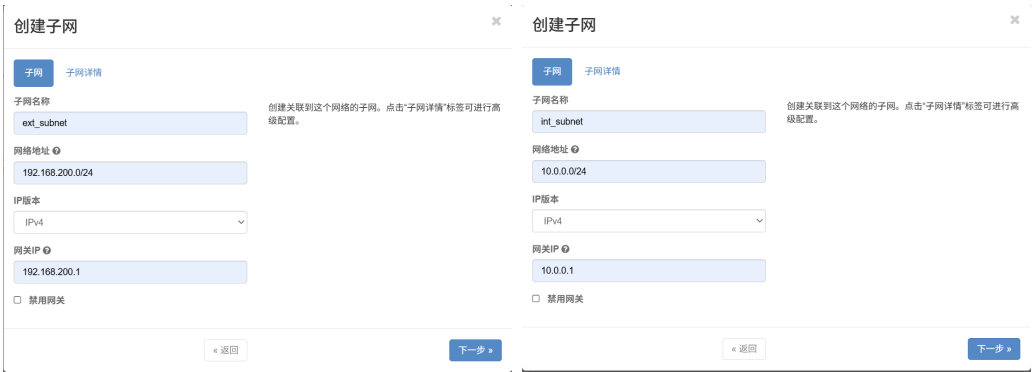 创建子网
×
子网 子网详情
子网名称
ext_subnet
创建关联到这个网络的子网。点击“子网详情”标签可进行高
级配置。
网络地址
192.168.200.0/24
IP版本
IPv4
网关IP
192.168.200.1
禁用网关
« 返回
下一步 »
创建子网
×
子网 子网详情
子网名称
int_subnet
创建关联到这个网络的子网。点击“子网详情”标签可进行高
级配置。
网络地址
10.0.0.0/24
IP版本
IPv4
网关IP
10.0.0.1
禁用网关
« 返回
下一步 »